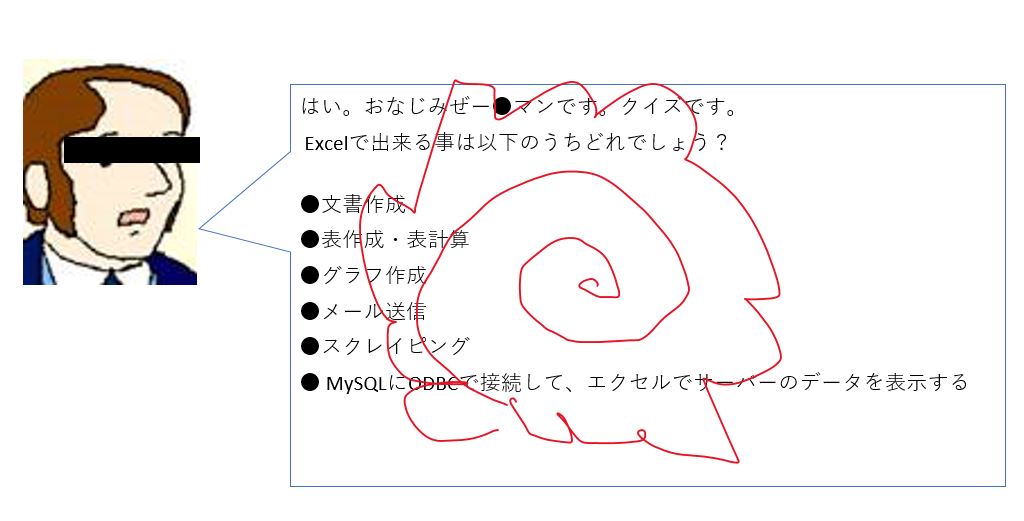 はい。おなじみぜー●マンです。クイズです。
Excelで出来る事は以下のうちどれでしょう？
●文書作成
●表作成・表計算
●グラフ作成
●メール送信
●スクレイピング
● MySQLにODBCで接続して、エクセルでサーバーのデータを表示する